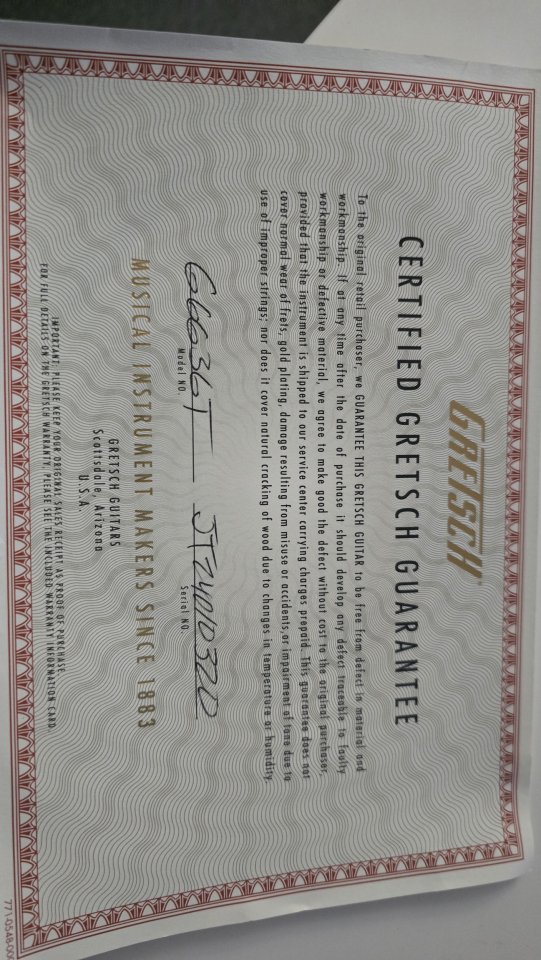 GRETSCH
CERTIFIED GRETSCH GUARANTEE
To the original retail purchaser, we GUARANTEE THIS GRETSCH GUITAR to be free from defect in material and
workmanship. If at any time after the date of purchase it should develop any defect traceable to faulty
workmanship or defective material, we agree to make good the defect without cost to the original purchaser,
provided that the instrument is shipped to our service center carrying charges prepaid. This guarantee does not
cover normal wear of frets, gold plating, damage resulting from misuse or accidents,or impairment of tone due to
use of improper strings; nor does it cover natural cracking of wood due to changes in temperature or humidity.
G6636T
Model NO.
Serial NO.
MUSICAL INSTRUMENT MAKERS SINCE 1883
GRETSCH GUITARS
Scottsdale, Arizona
U.S.A.
IMPORTANT: PLEASE KEEP YOUR ORIGINAL SALES RECEIPT AS PROOF OF PURCHASE.
FOR FULL DETAILS ON THE GRETSCH WARRANTY, PLEASE SEE THE INCLUDED WARRANTY INFORMATION CARD